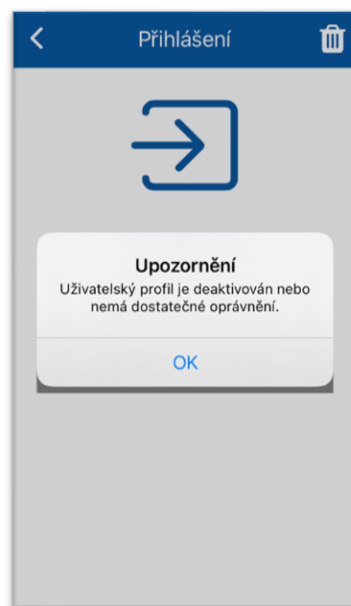 Přihlášení
Upozornění
Uživatelský profil je deaktivován nebo
nemá dostatečné oprávnění.
OK